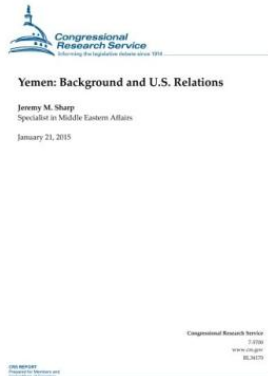 Congressional
Research Service
Informing the legislative debate since 1914
Yemen: Background and U.S. Relations
Jeremy M. Sharp
Specialist in Middle Eastern Affairs
January 21, 2015
Congressional Research Service
7-5700
www.crs.gov
RL34170
CRS REPORT
Prepared for Members and